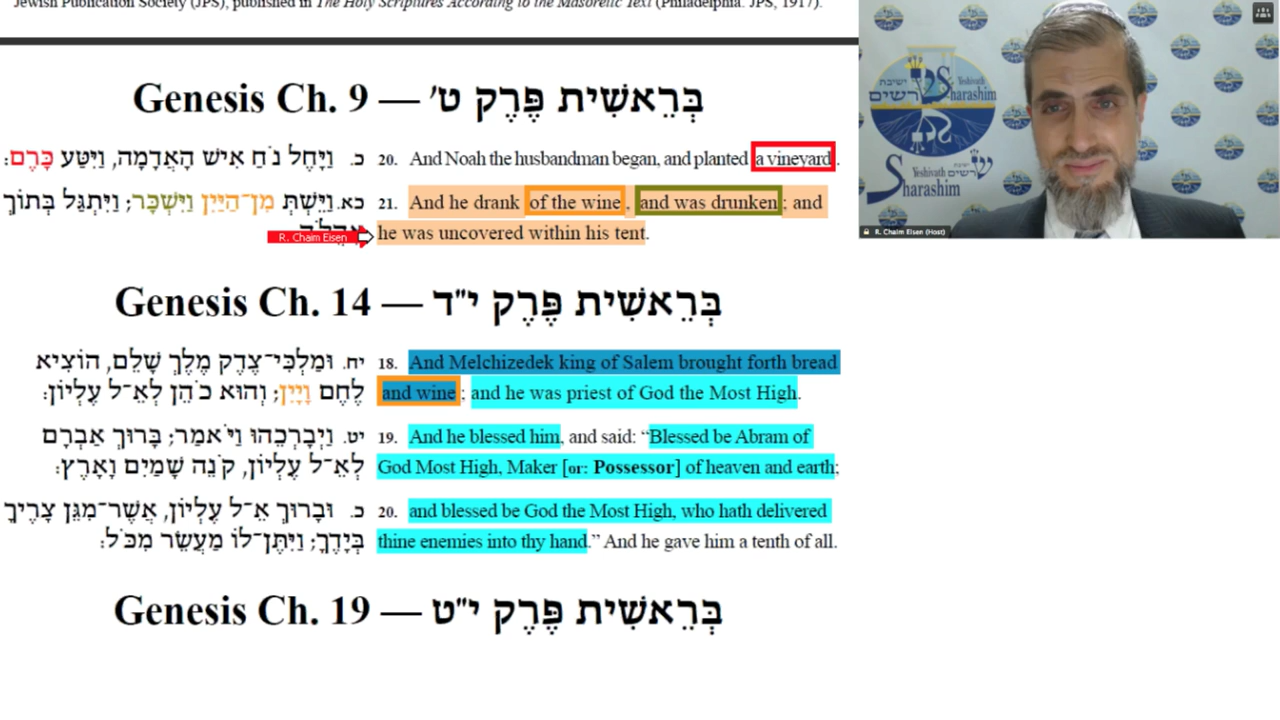 Jewish Publication Society (JPS), published in The Holy Scriptures According to the Masoretic Text (Philadelphia: JPS, 1917).
Genesis Ch. 9 — בְּרֵאשִׁית פֶּרֶק ט׳
כ. וַיָּחֶל נֹחַ אִישׁ הָאֲדָמָה, וַיִּטַּע כָּרֶם:
20. And Noah the husbandman began, and planted a vineyard.
כא. וַיֵּשְׁתְּ מִן־הַיַּיִן וַיִּשְׁכָּר; וַיִּתְגַּל בְּתוֹךְ
21. And he drank of the wine, and was drunken; and
he was uncovered within his tent.
R. Chaim Eisen
Genesis Ch. 14 — בְּרֵאשִׁית פֶּרֶק י״ד
יח. וּמַלְכִּי־צֶדֶק מֶלֶךְ שָׁלֵם, הוֹצִיא
לֶחֶם וָיָיִן; וְהוּא כֹהֵן לְאֵ־ל עֶלְיוֹן:
18. And Melchizedek king of Salem brought forth bread
and wine; and he was priest of God the Most High.
יט. וַיְבָרְכֵהוּ וַיֹּאמַר; בָּרוּךְ אַבְרָם
לְאֵ־ל עֶלְיוֹן, קֹנֵה שָׁמַיִם וָאָרֶץ:
19. And he blessed him, and said: “Blessed be Abram of
God Most High, Maker [or: Possessor] of heaven and earth;
כ. וּבָרוּךְ אֵ־ל עֶלְיוֹן, אֲשֶׁר־מִגֵּן צָרֶיךָ
בְּיָדֶךָ; וַיִּתֶּן־לוֹ מַעֲשֵׂר מִכֹּל:
20. and blessed be God the Most High, who hath delivered
thine enemies into thy hand.” And he gave him a tenth of all.
Genesis Ch. 19 — בְּרֵאשִׁית פֶּרֶק י״ט
ישיבת
שרשים
Yeshivath
Sharashim
Yeshivath
שרשים
Sharashim
R. Chaim Eisen (Host)